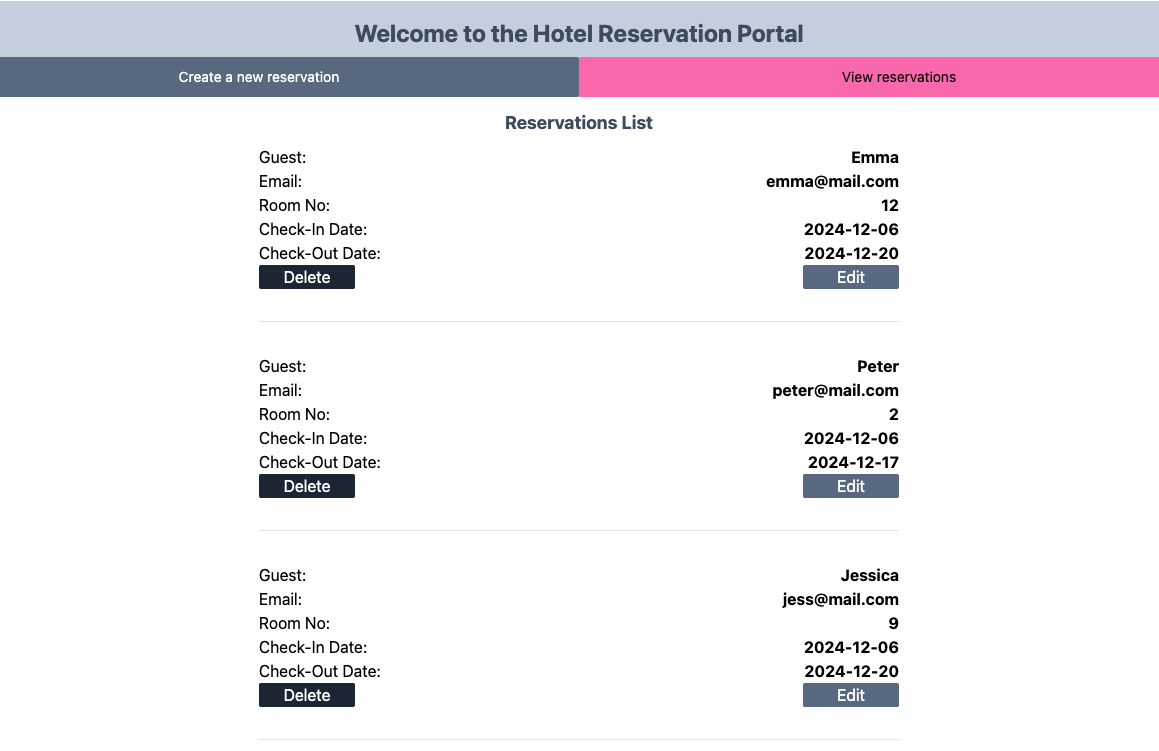 Welcome to the Hotel Reservation Portal
Create a new reservation View reservations
Reservations List
Guest: Emma
Email: emma@mail.com
Room No: 12
Check-In Date: 2024-12-06
Check-Out Date: 2024-12-20
Delete Edit
Guest: Peter
Email: peter@mail.com
Room No: 2
Check-In Date: 2024-12-06
Check-Out Date: 2024-12-17
Delete Edit
Guest: Jessica
Email: jess@mail.com
Room No: 9
Check-In Date: 2024-12-06
Check-Out Date: 2024-12-20
Delete Edit